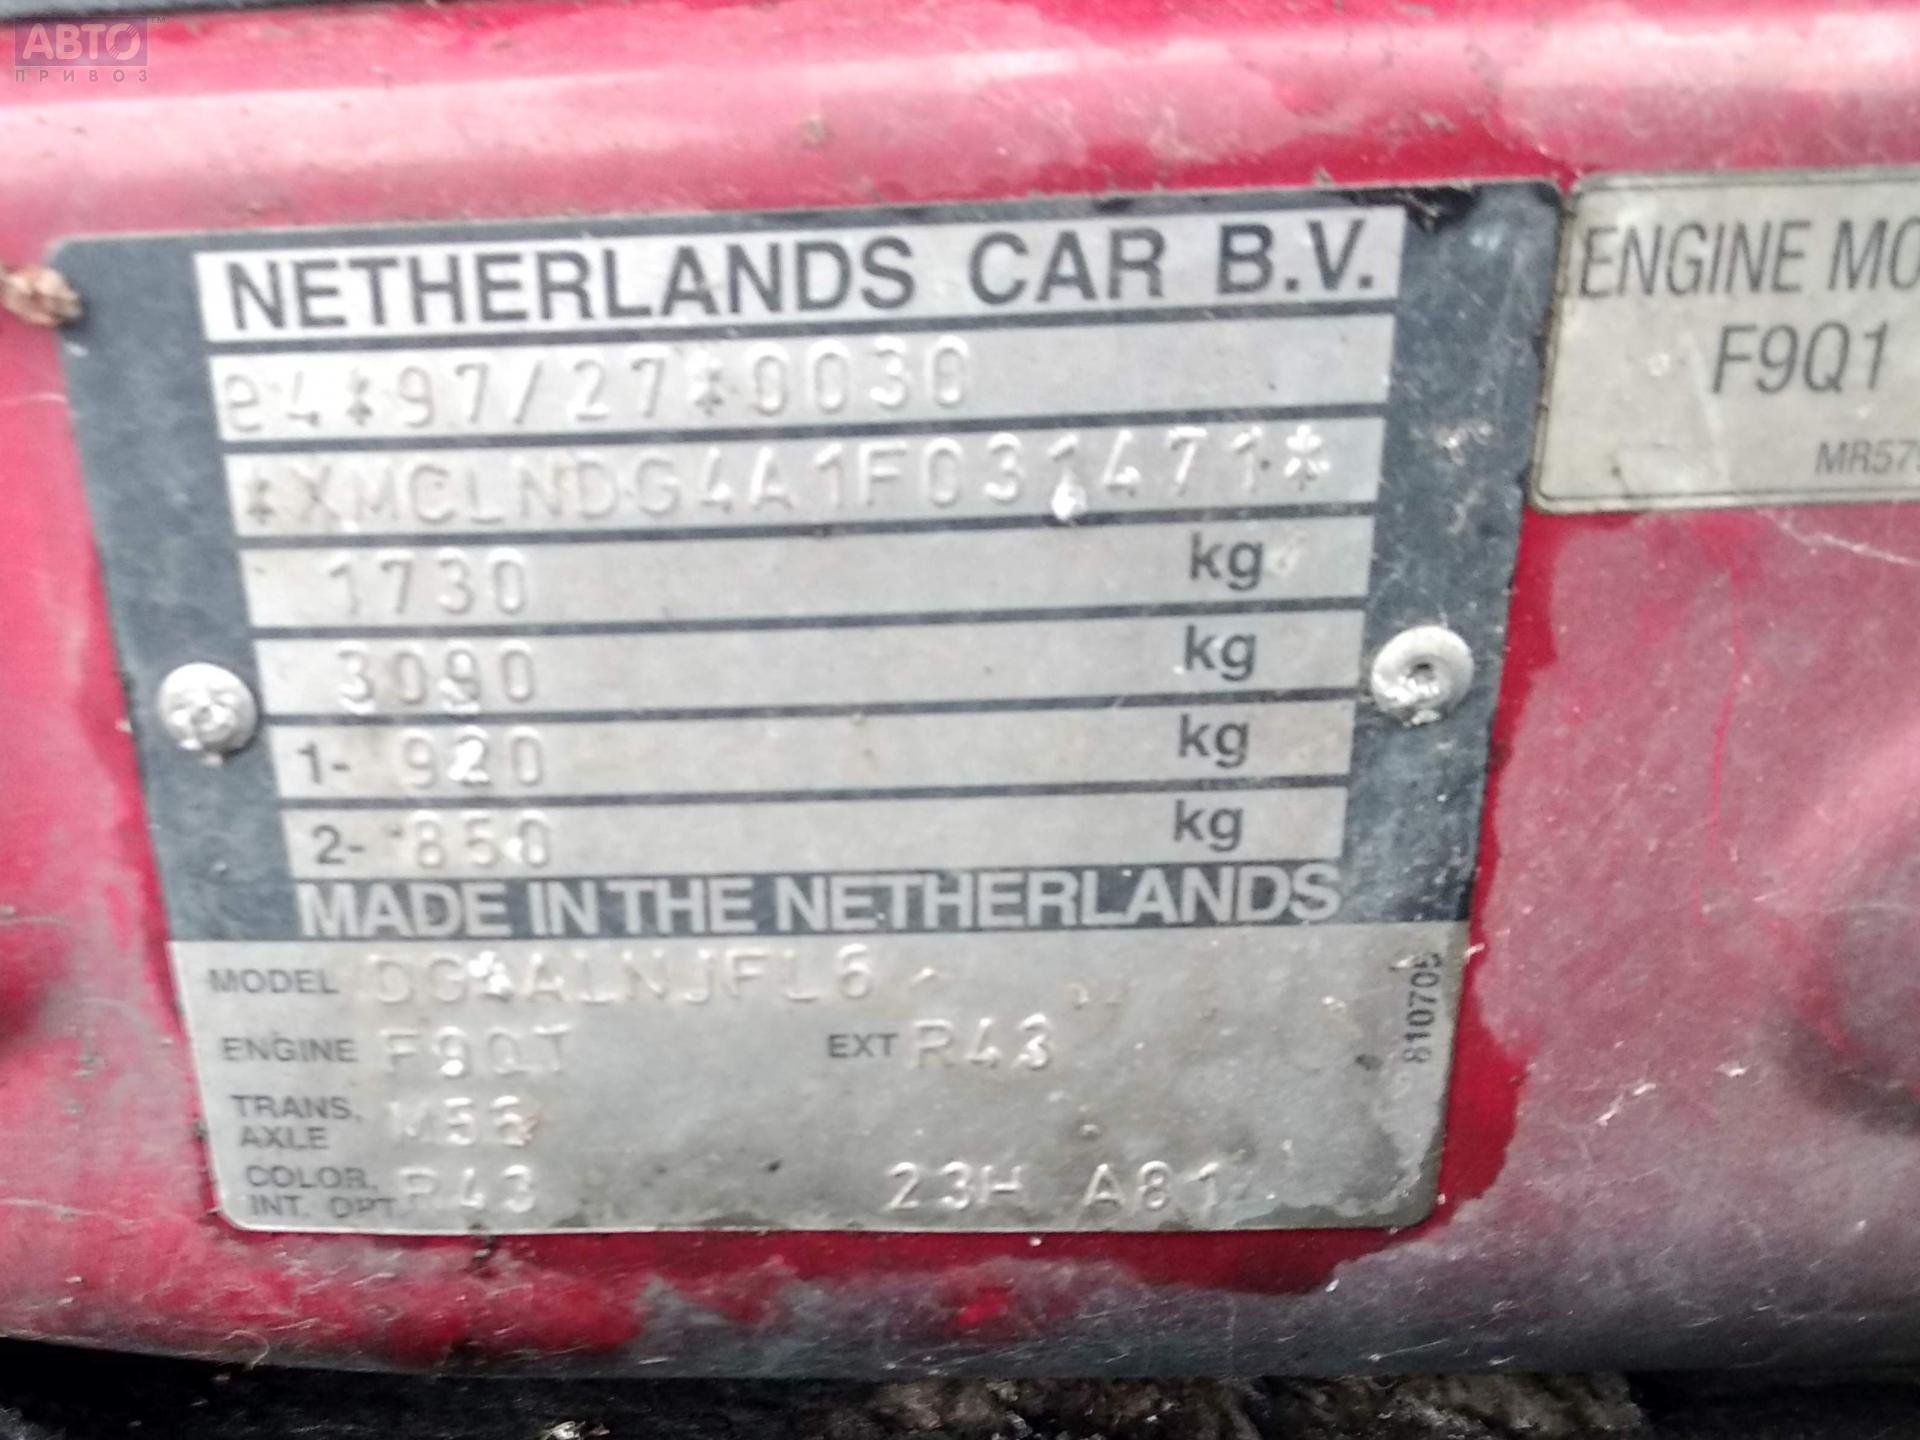 АВТО™
ПРИВОЗ
NETHERLANDS CAR B.V.
e4*97/27*0030
*XMCLNDG4A1F031471*
1730 kg
3090 kg
1- 920 kg
2- 850 kg
MADE IN THE NETHERLANDS
MODEL DG4ALNJFL6
ENGINE F9QT EXT R43
TRANS. AXLE M56
COLOR. INT. OPT. R43 23H A81
810705
ENGINE MO
F9Q1
MR57